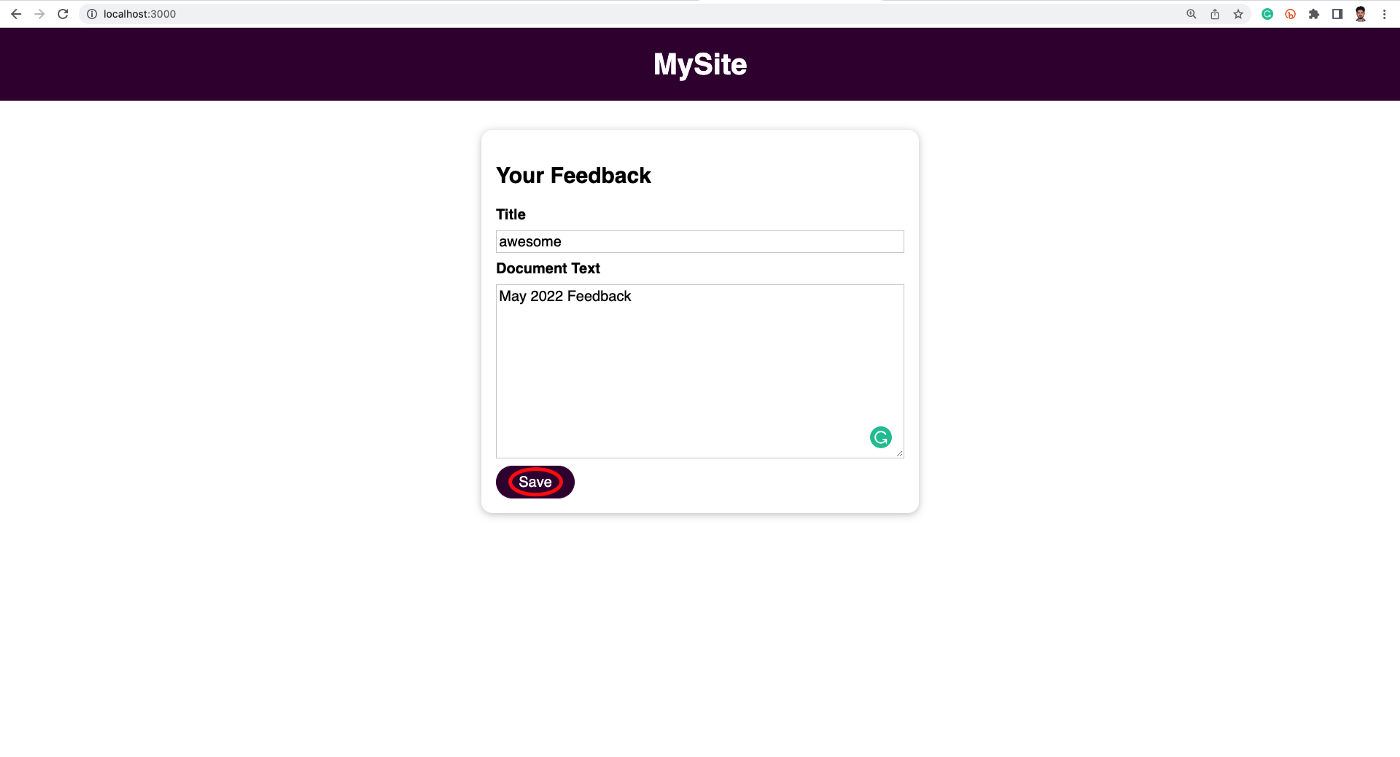 localhost:3000
MySite
Your Feedback
Title
awesome
Document Text
May 2022 Feedback
Save